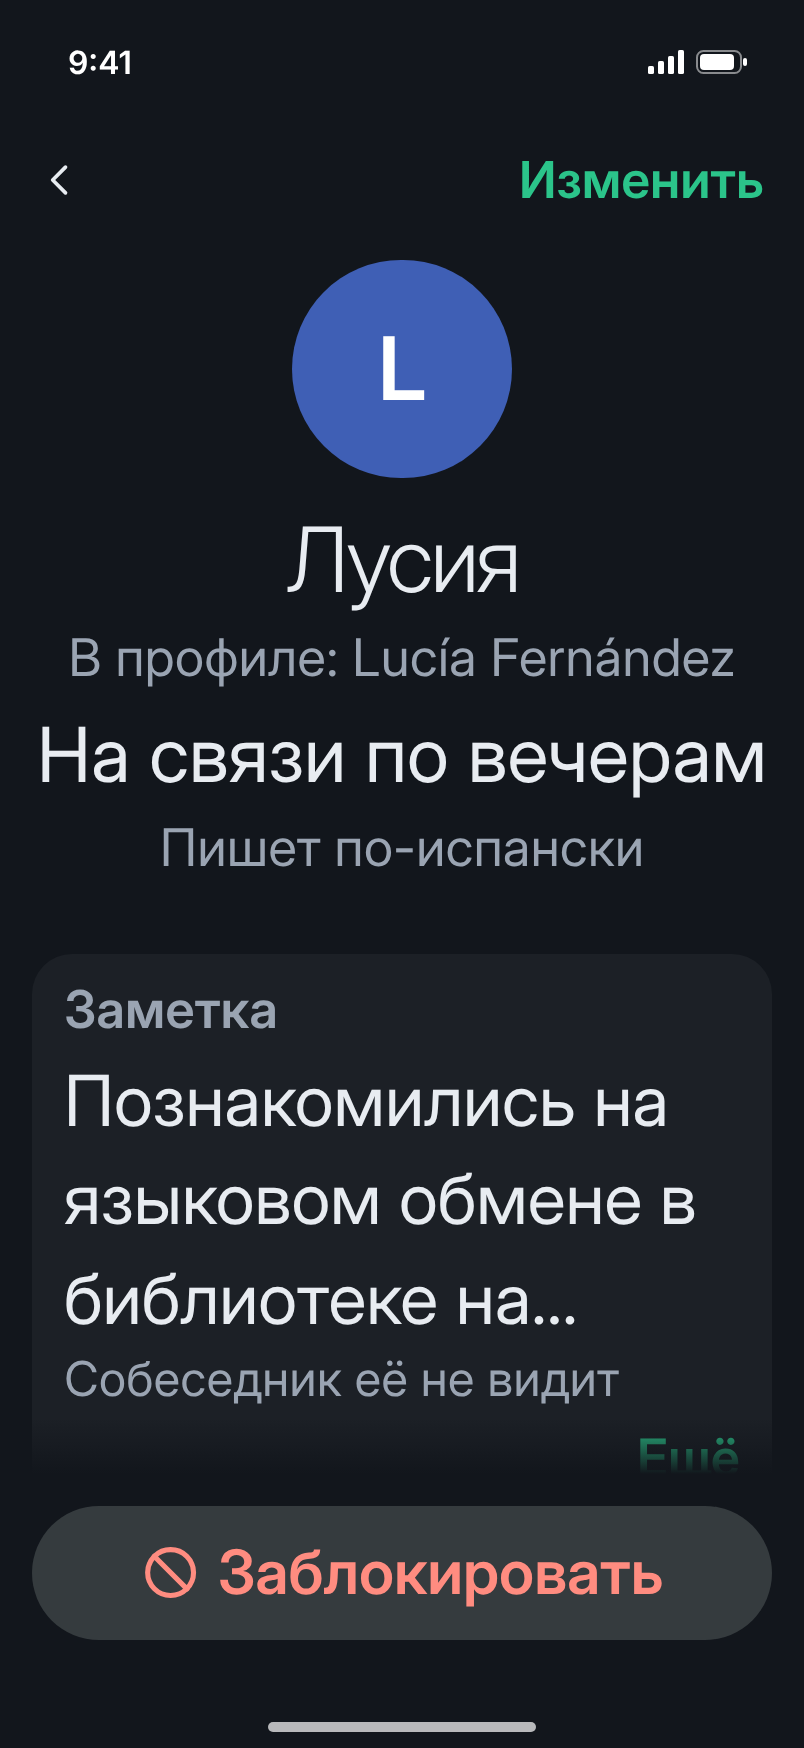 9:41
Изменить
L
Лусия
В профиле: Lucía Fernández
На связи по вечерам
Пишет по-испански
Заметка
Познакомились на
языковом обмене в
библиотеке на...
Собеседник её не видит
Ещё
Заблокировать